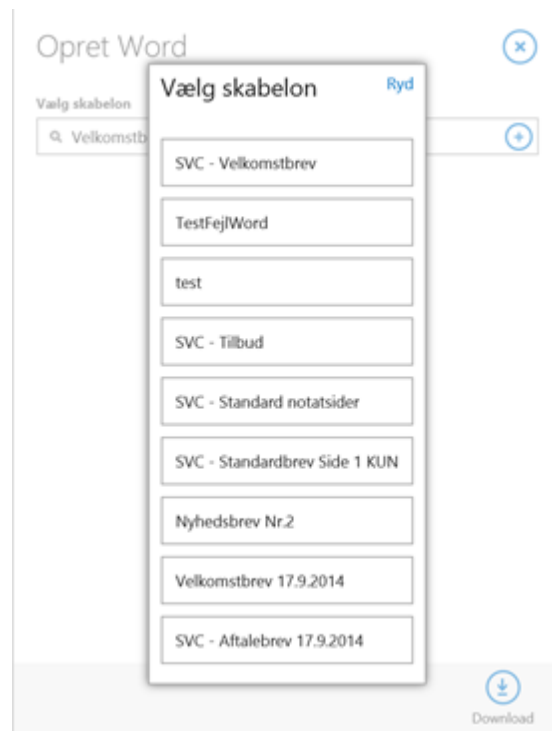 Opret Word
Vælg skabelon
Velkomstb
Vælg skabelon
Ryd
SVC - Velkomstbrev
TestFejlWord
test
SVC - Tilbud
SVC - Standard notatsider
SVC - Standardbrev Side 1 KUN
Nyhedsbrev Nr.2
Velkomstbrev 17.9.2014
SVC - Aftalebrev 17.9.2014
Download